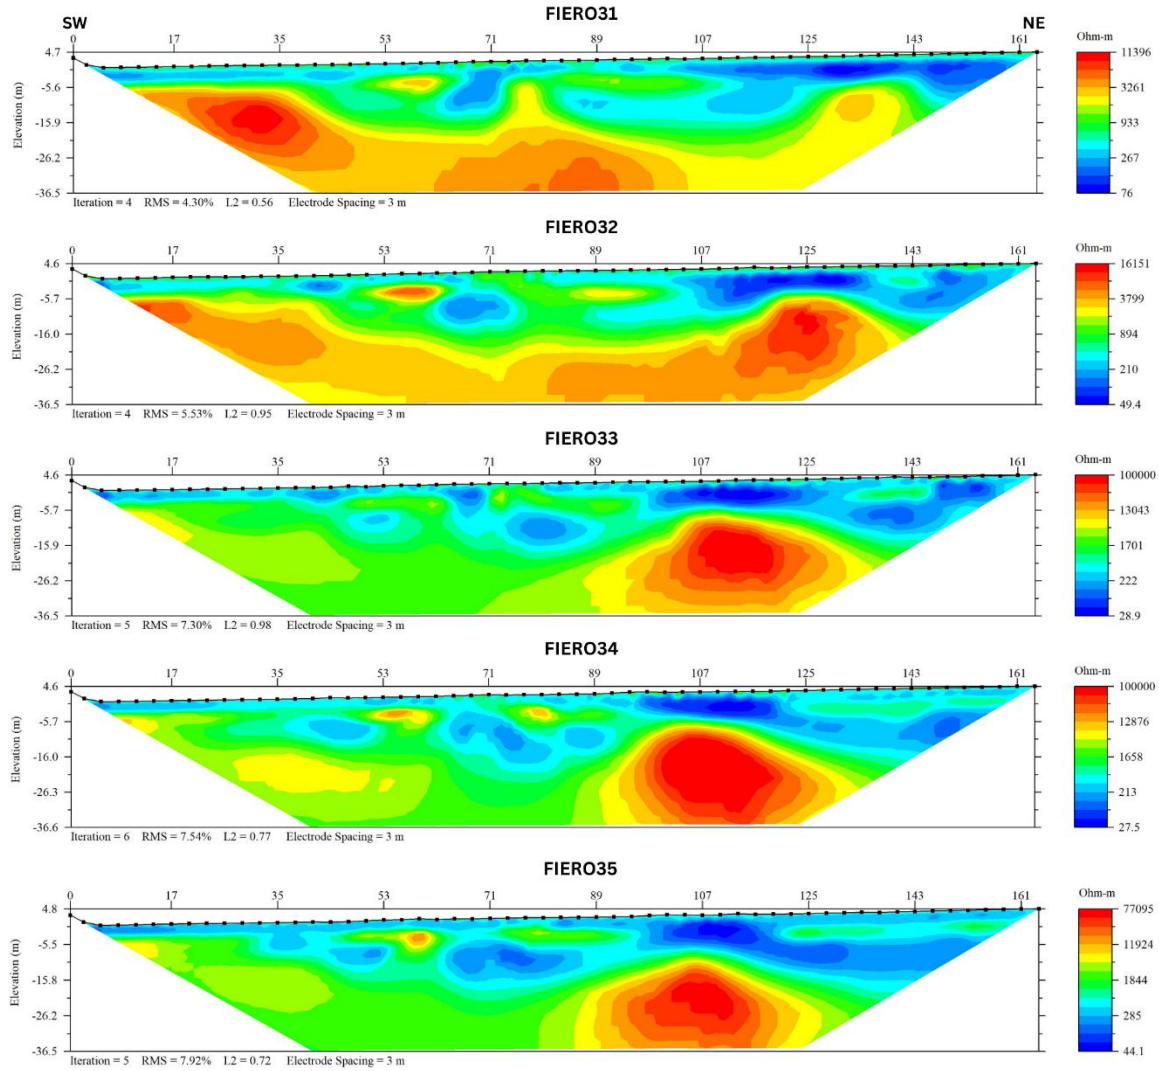 FIERO31
SW NE
0 17 35 53 71 89 107 125 143 161
Elevation (m)
4.7
-5.6
-15.9
-26.2
-36.5
Iteration = 4 RMS = 4.30% L2 = 0.56 Electrode Spacing = 3 m
Ohm-m
11396
3261
933
267
76
FIERO32
0 17 35 53 71 89 107 125 143 161
Elevation (m)
4.6
-5.7
-16.0
-26.2
-36.5
Iteration = 4 RMS = 5.53% L2 = 0.95 Electrode Spacing = 3 m
Ohm-m
16151
3799
894
210
49.4
FIERO33
0 17 35 53 71 89 107 125 143 161
Elevation (m)
4.6
-5.7
-15.9
-26.2
-36.5
Iteration = 5 RMS = 7.30% L2 = 0.98 Electrode Spacing = 3 m
Ohm-m
100000
13043
1701
222
28.9
FIERO34
0 17 35 53 71 89 107 125 143 161
Elevation (m)
4.6
-5.7
-16.0
-26.3
-36.6
Iteration = 6 RMS = 7.54% L2 = 0.77 Electrode Spacing = 3 m
Ohm-m
100000
12876
1658
213
27.5
FIERO35
0 17 35 53 71 89 107 125 143 161
Elevation (m)
4.8
-5.5
-15.8
-26.2
-36.5
Iteration = 5 RMS = 7.92% L2 = 0.72 Electrode Spacing = 3 m
Ohm-m
77095
11924
1844
285
44.1